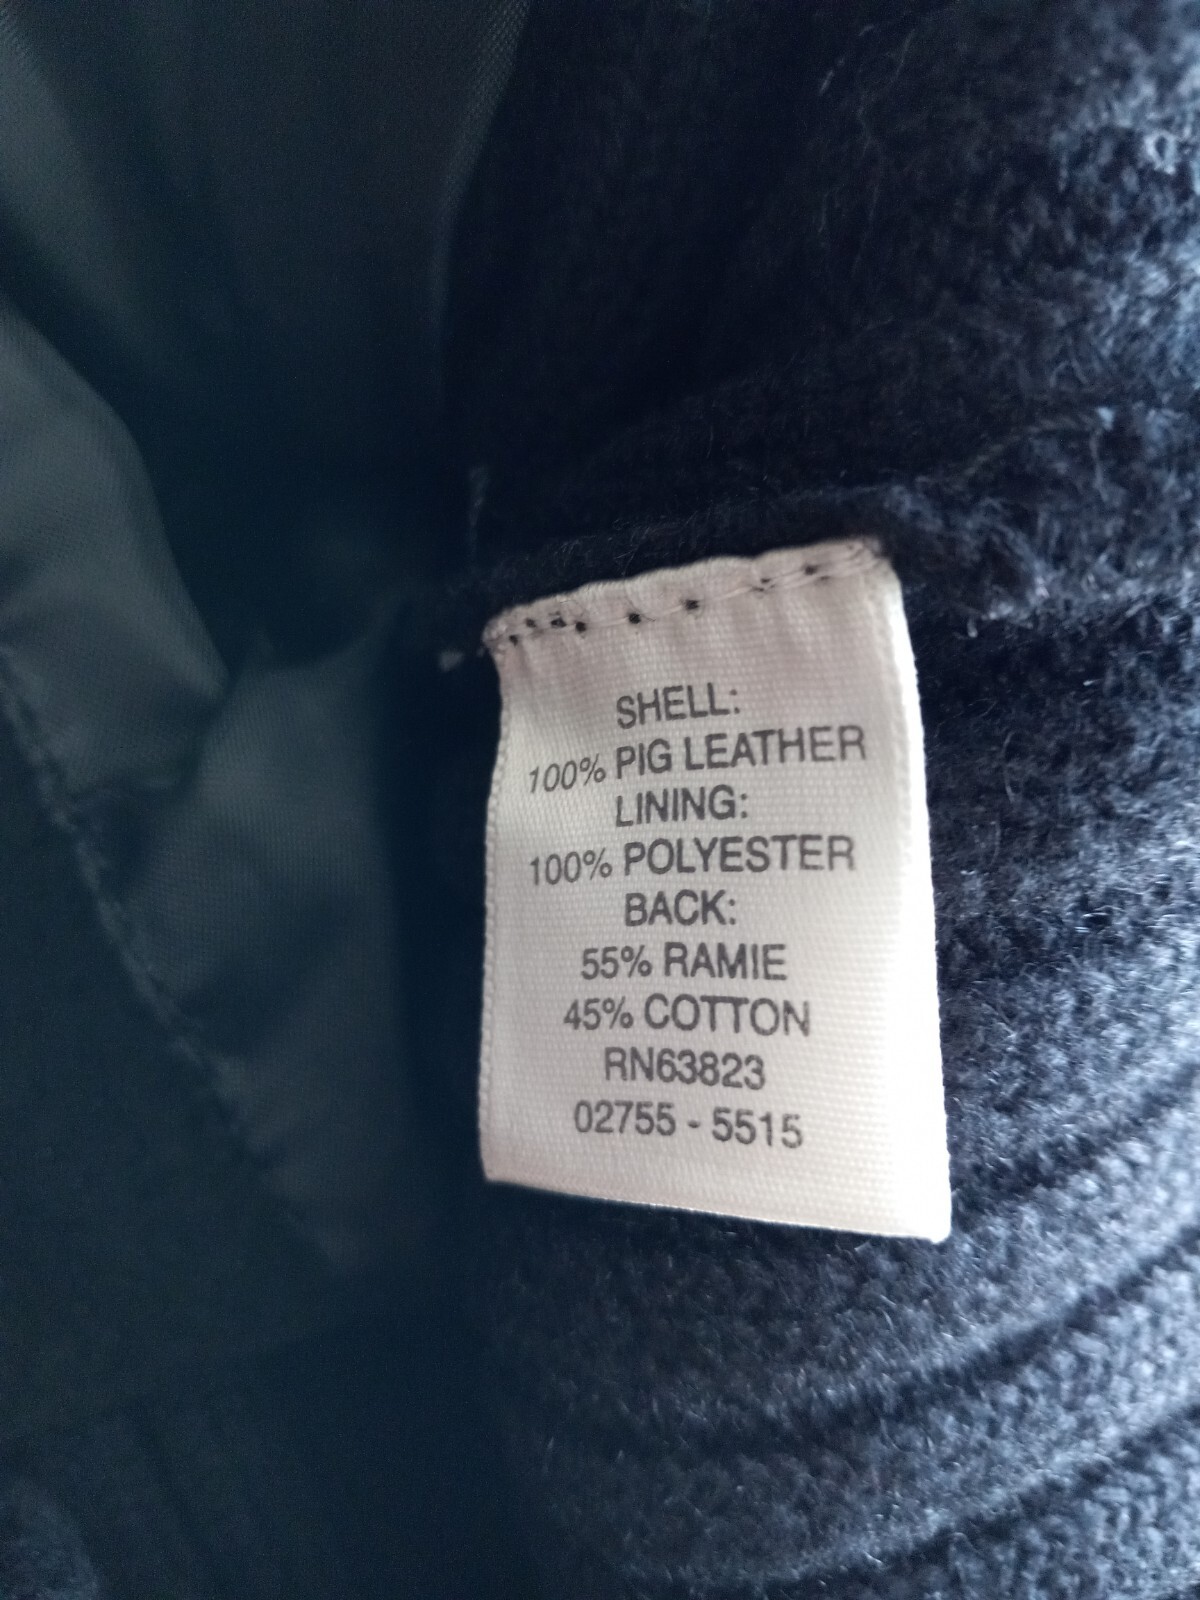 SHELL:
100% PIG LEATHER
LINING:
100% POLYESTER
BACK:
55% RAMIE
45% COTTON
RN63823
02755 - 5515